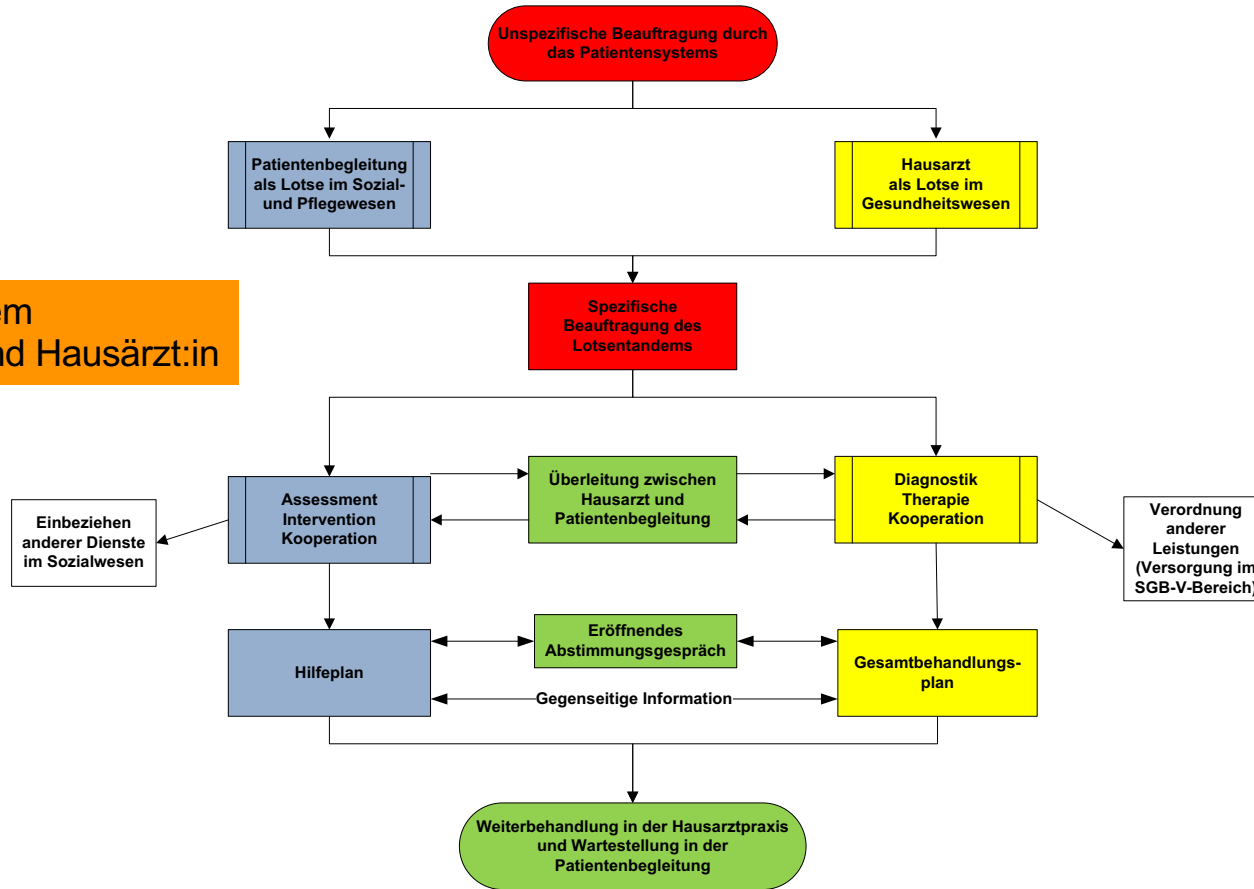 Unspezifische Beauftragung durch
das Patientensystems
Patientenbegleitung
als Lotse im Sozial-
und Pflegewesen
Hausarzt
als Lotse im
Gesundheitswesen
Spezifische
Beauftragung des
Lotsentandems
em
nd Hausärzt:in
Assessment
Intervention
Kooperation
Überleitung zwischen
Hausarzt und
Patientenbegleitung
Diagnostik
Therapie
Kooperation
Einbeziehen
anderer Dienste
im Sozialwesen
Verordnung
anderer
Leistungen
(Versorgung im
SGB-V-Bereich)
Hilfeplan
Eröffnendes
Abstimmungsgespräch
Gesamtbehandlungs-
plan
Gegenseitige Information
Weiterbehandlung in der Hausarztpraxis
und Wartestellung in der
Patientenbegleitung